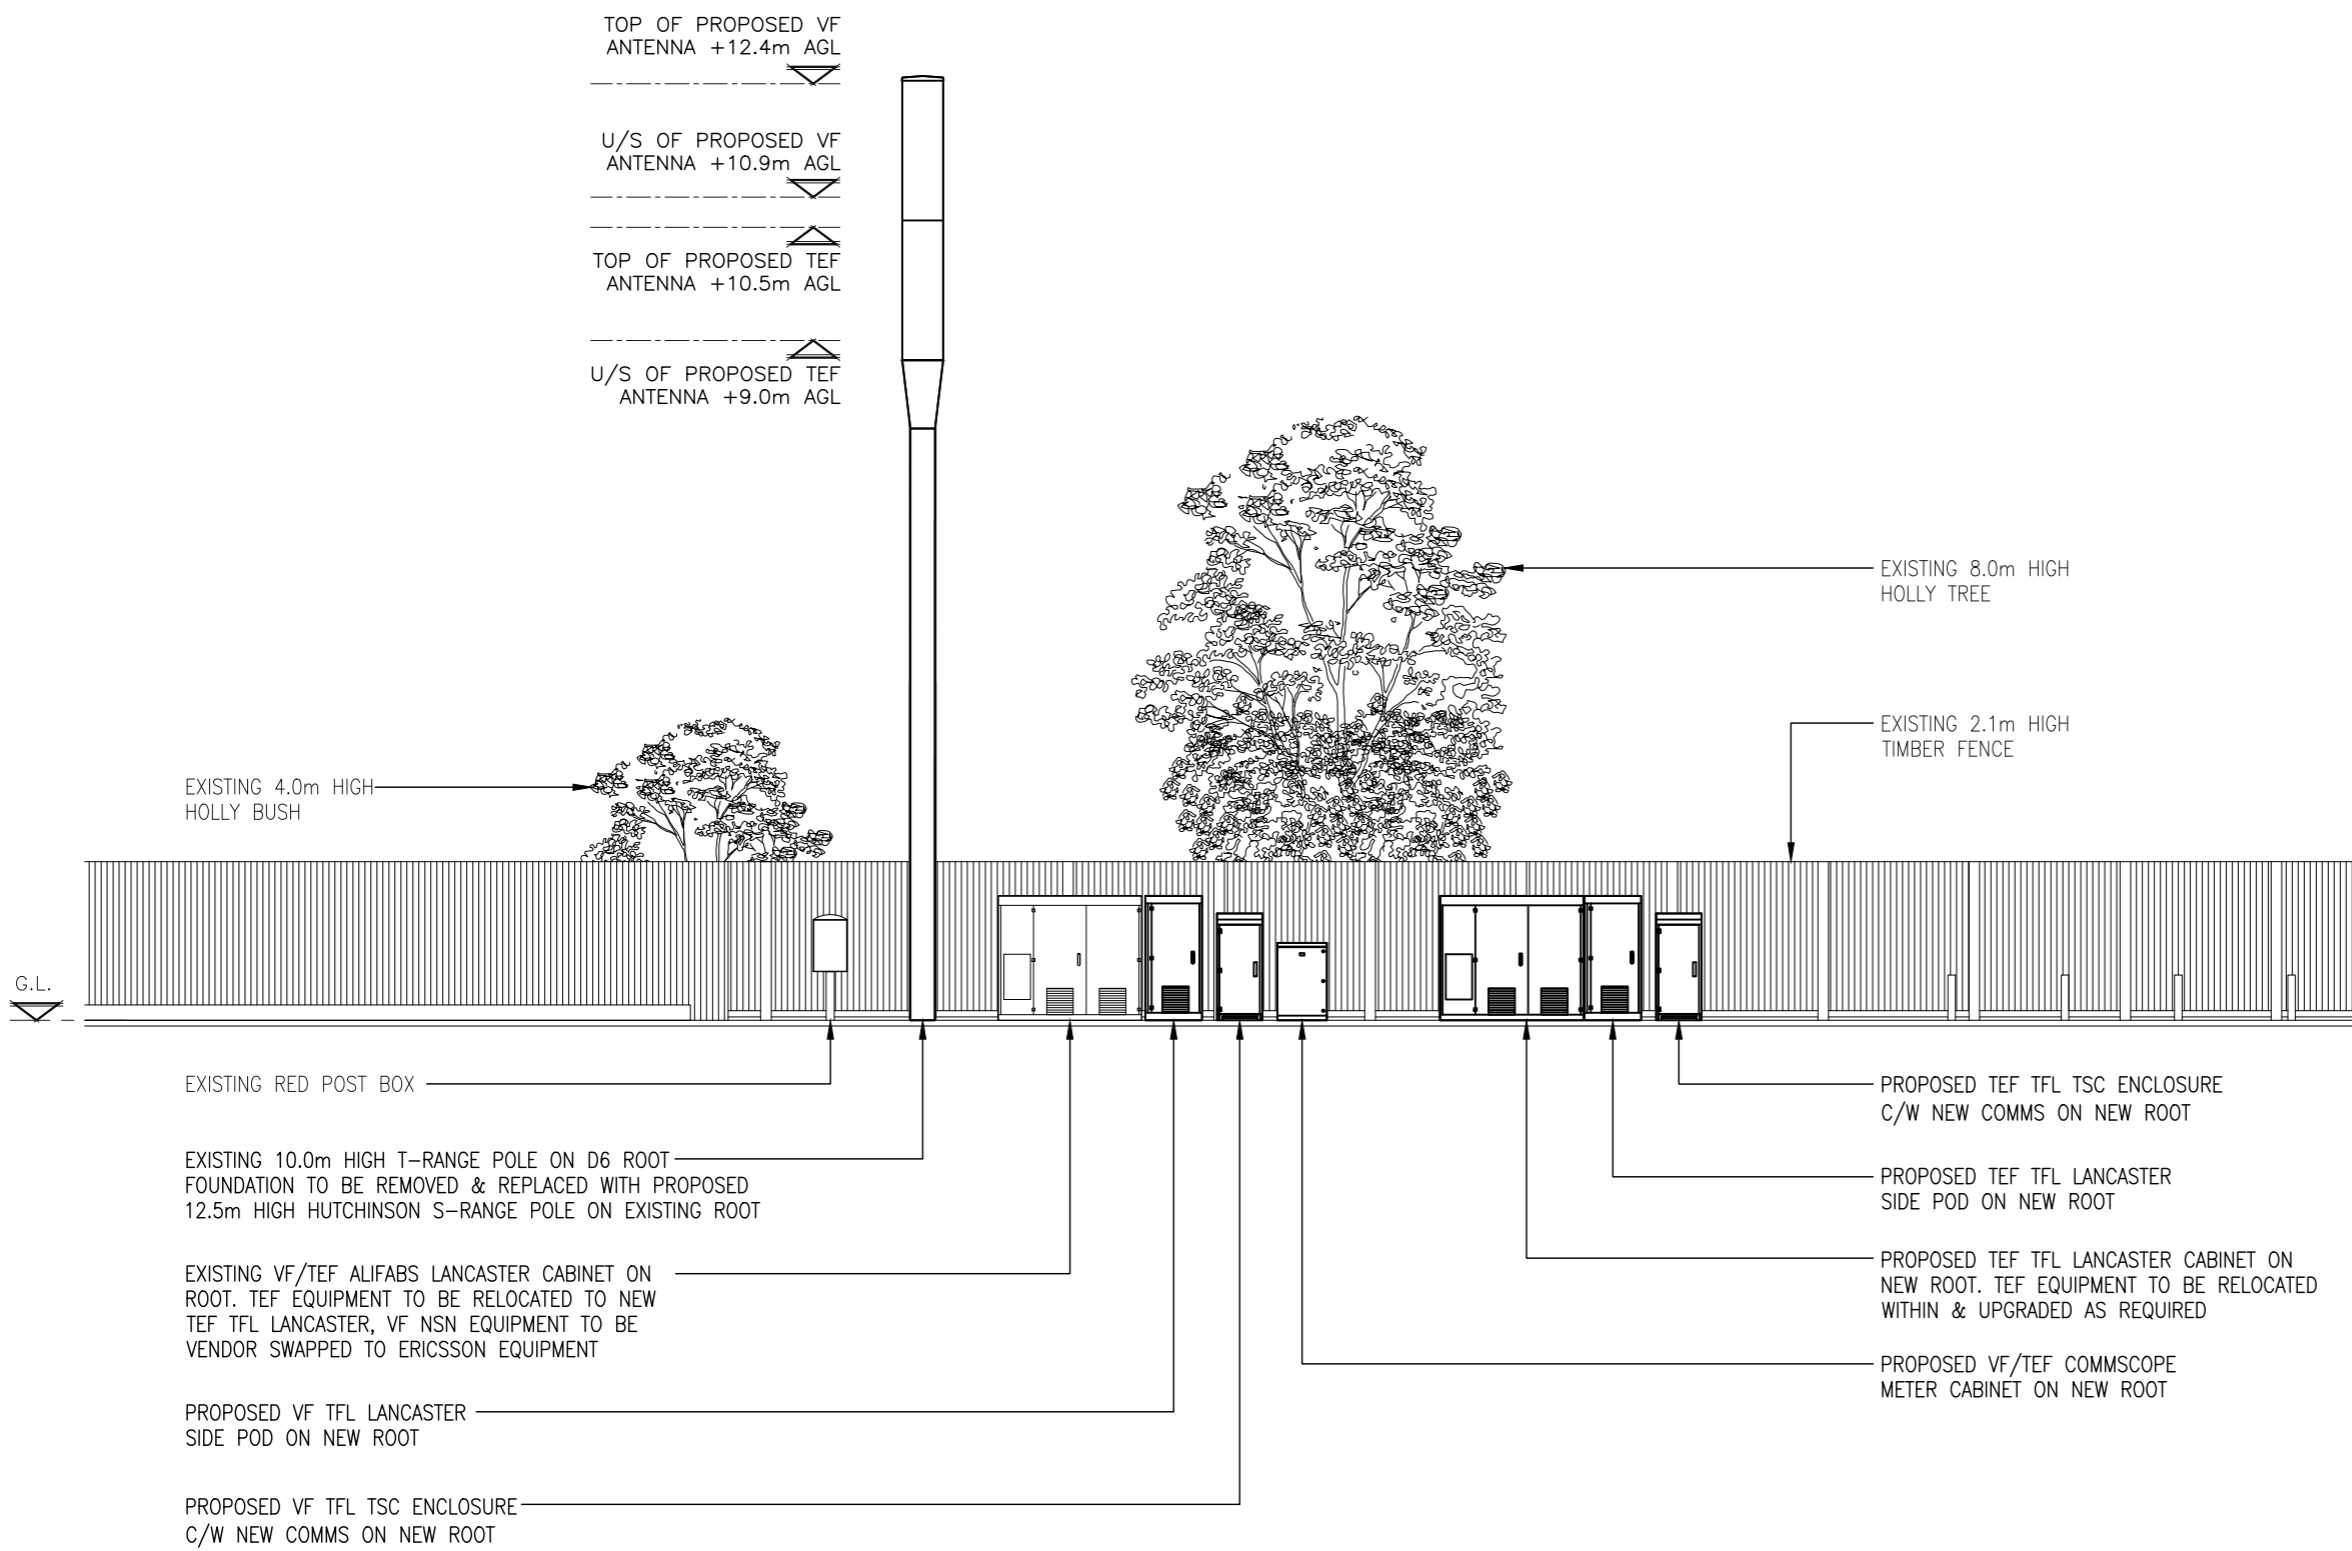 TOP OF PROPOSED VF
ANTENNA +12.4m AGL
U/S OF PROPOSED VF
ANTENNA +10.9m AGL
TOP OF PROPOSED TEF
ANTENNA +10.5m AGL
U/S OF PROPOSED TEF
ANTENNA +9.0m AGL
EXISTING 8.0m HIGH
HOLLY TREE
EXISTING 2.1m HIGH
TIMBER FENCE
EXISTING 4.0m HIGH
HOLLY BUSH
G.L.
EXISTING RED POST BOX
EXISTING 10.0m HIGH T-RANGE POLE ON D6 ROOT
FOUNDATION TO BE REMOVED & REPLACED WITH PROPOSED
12.5m HIGH HUTCHINSON S-RANGE POLE ON EXISTING ROOT
EXISTING VF/TEF ALIFABS LANCASTER CABINET ON
ROOT. TEF EQUIPMENT TO BE RELOCATED TO NEW
TEF TFL LANCASTER, VF NSN EQUIPMENT TO BE
VENDOR SWAPPED TO ERICSSON EQUIPMENT
PROPOSED VF TFL LANCASTER
SIDE POD ON NEW ROOT
PROPOSED VF TFL TSC ENCLOSURE
C/W NEW COMMS ON NEW ROOT
PROPOSED TEF TFL TSC ENCLOSURE
C/W NEW COMMS ON NEW ROOT
PROPOSED TEF TFL LANCASTER
SIDE POD ON NEW ROOT
PROPOSED TEF TFL LANCASTER CABINET ON
NEW ROOT. TEF EQUIPMENT TO BE RELOCATED
WITHIN & UPGRADED AS REQUIRED
PROPOSED VF/TEF COMMSCOPE
METER CABINET ON NEW ROOT